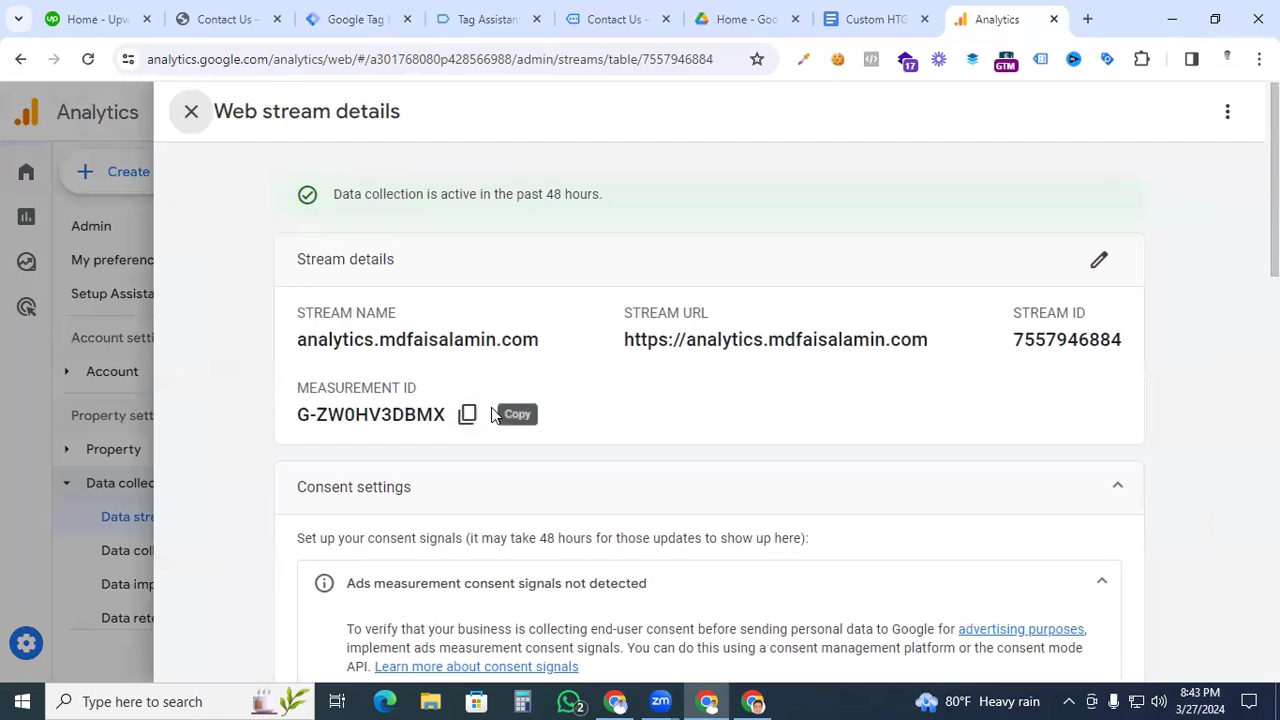 Home - Upw
Contact Us -
Google Tag
Tag Assistan
Contact Us -
Home - Goo
Custom HTG
Analytics
analytics.google.com/analytics/web/#/a301768080p428566988/admin/streams/table/7557946884
17
GTM
Analytics
Web stream details
Create
Data collection is active in the past 48 hours.
Admin
My preferenc
Setup Assista
Account setti
Account
Property sett
Property
Data collec
Data stre
Data coll
Data imp
Data rete
Stream details
STREAM NAME
STREAM URL
STREAM ID
analytics.mdfaisalamin.com
https://analytics.mdfaisalamin.com
7557946884
MEASUREMENT ID
G-ZW0HV3DBMX
Copy
Consent settings
Set up your consent signals (it may take 48 hours for those updates to show up here):
Ads measurement consent signals not detected
To verify that your business is collecting end-user consent before sending personal data to Google for advertising purposes,
implement ads measurement consent signals. You can do this using a consent management platform or the consent mode
API. Learn more about consent signals
Type here to search
2
zm
80°F Heavy rain
8:43 PM
3/27/2024